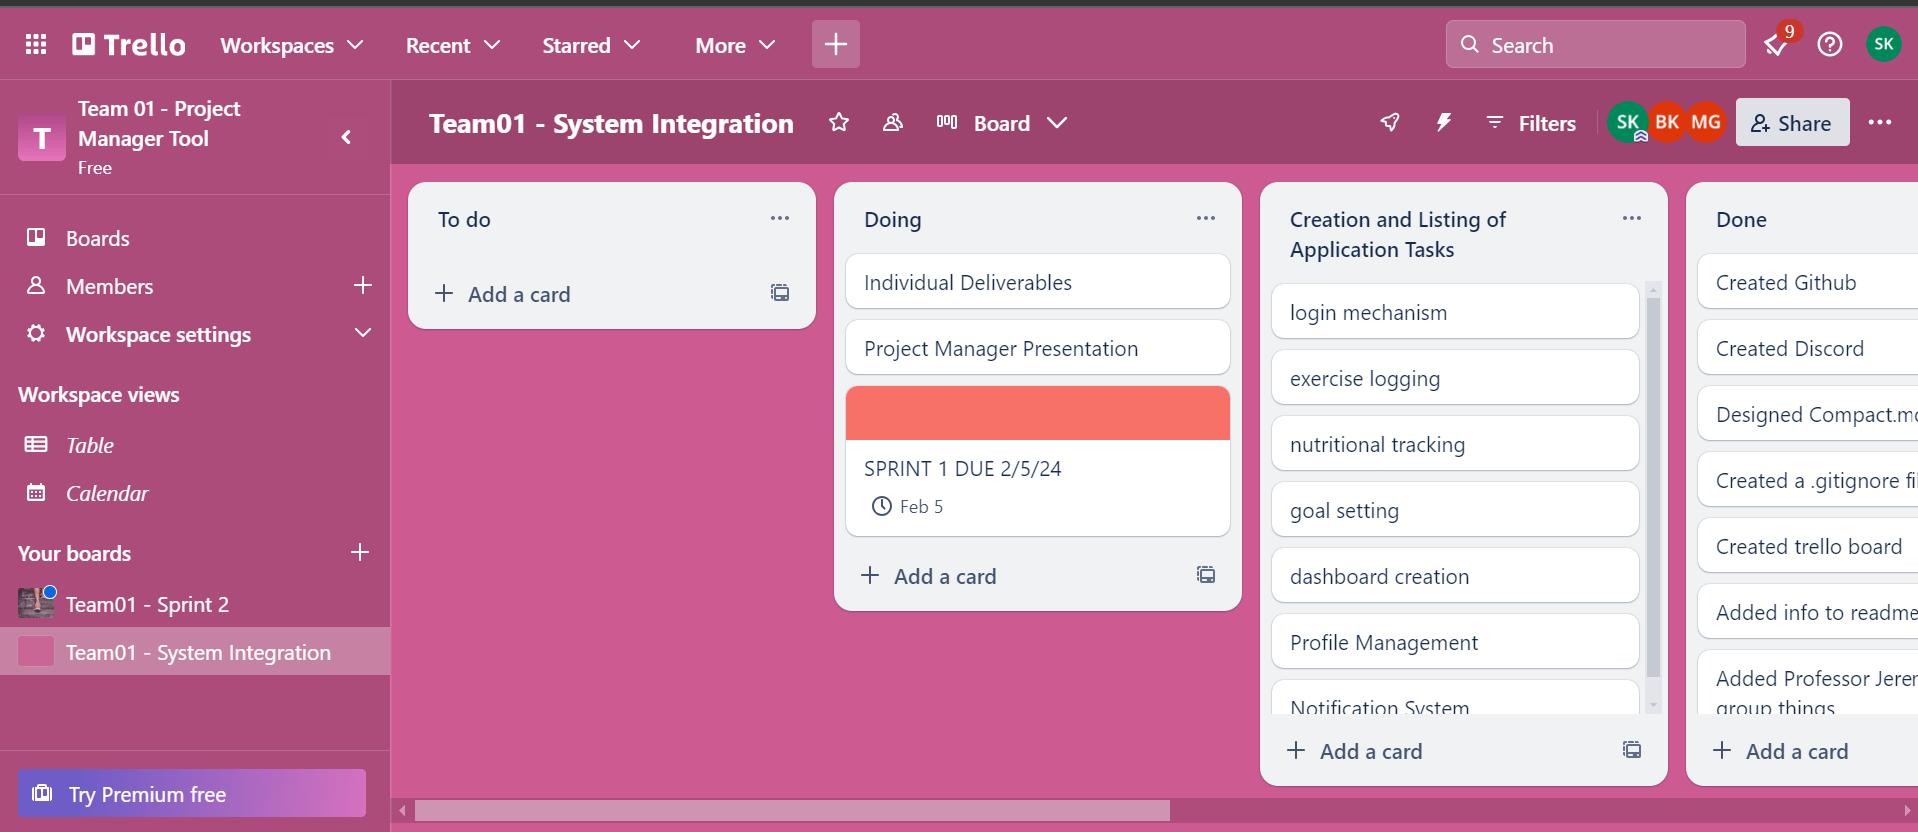 Trello
Workspaces
Recent
Starred
More
Search
9
SK
Team 01 - Project
Manager Tool
T
Free
Boards
Members
Workspace settings
Workspace views
Table
Calendar
Your boards
Team01 - Sprint 2
Team01 - System Integration
Try Premium free
Team01 - System Integration
Board
Filters
SK
BK
MG
Share
To do
Add a card
Doing
Individual Deliverables
Project Manager Presentation
SPRINT 1 DUE 2/5/24
Feb 5
Add a card
Creation and Listing of
Application Tasks
login mechanism
exercise logging
nutritional tracking
goal setting
dashboard creation
Profile Management
Notification System
Add a card
Done
Created Github
Created Discord
Designed Compact.mo
Created a .gitignore fil
Created trello board
Added info to readme
Added Professor Jerem
group things
Add a card